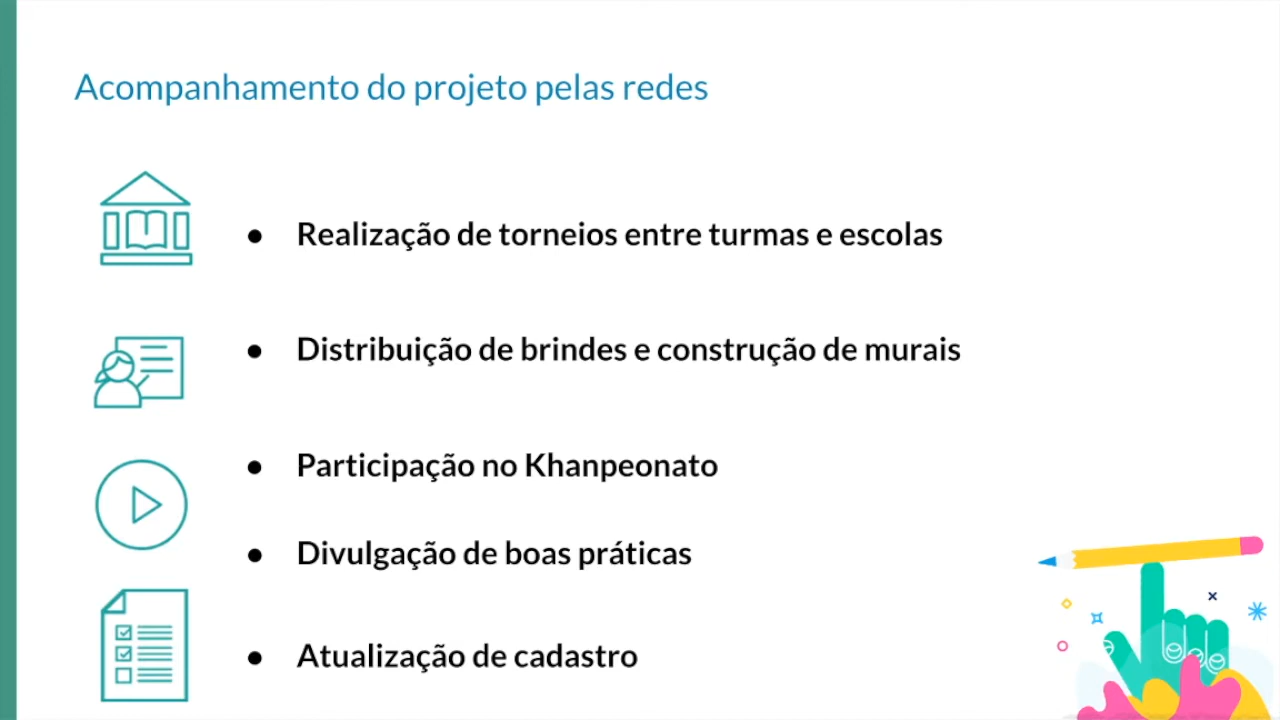 Acompanhamento do projeto pelas redes
● Realização de torneios entre turmas e escolas
● Distribuição de brindes e construção de murais
● Participação no Khanpeonato
● Divulgação de boas práticas
● Atualização de cadastro